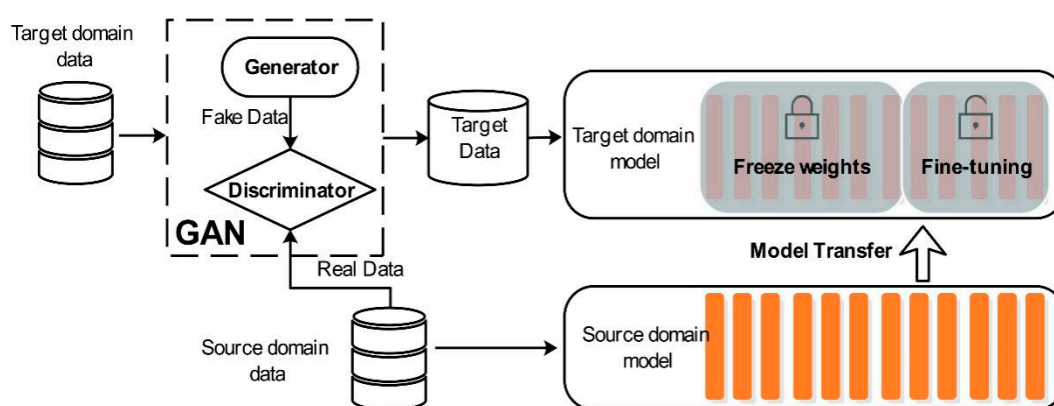 Target domain
data
Generator
Fake Data
Discriminator
GAN
Real Data
Target
Data
Target domain
model
Freeze weights
Fine-tuning
Model Transfer
Source domain
data
Source domain
model